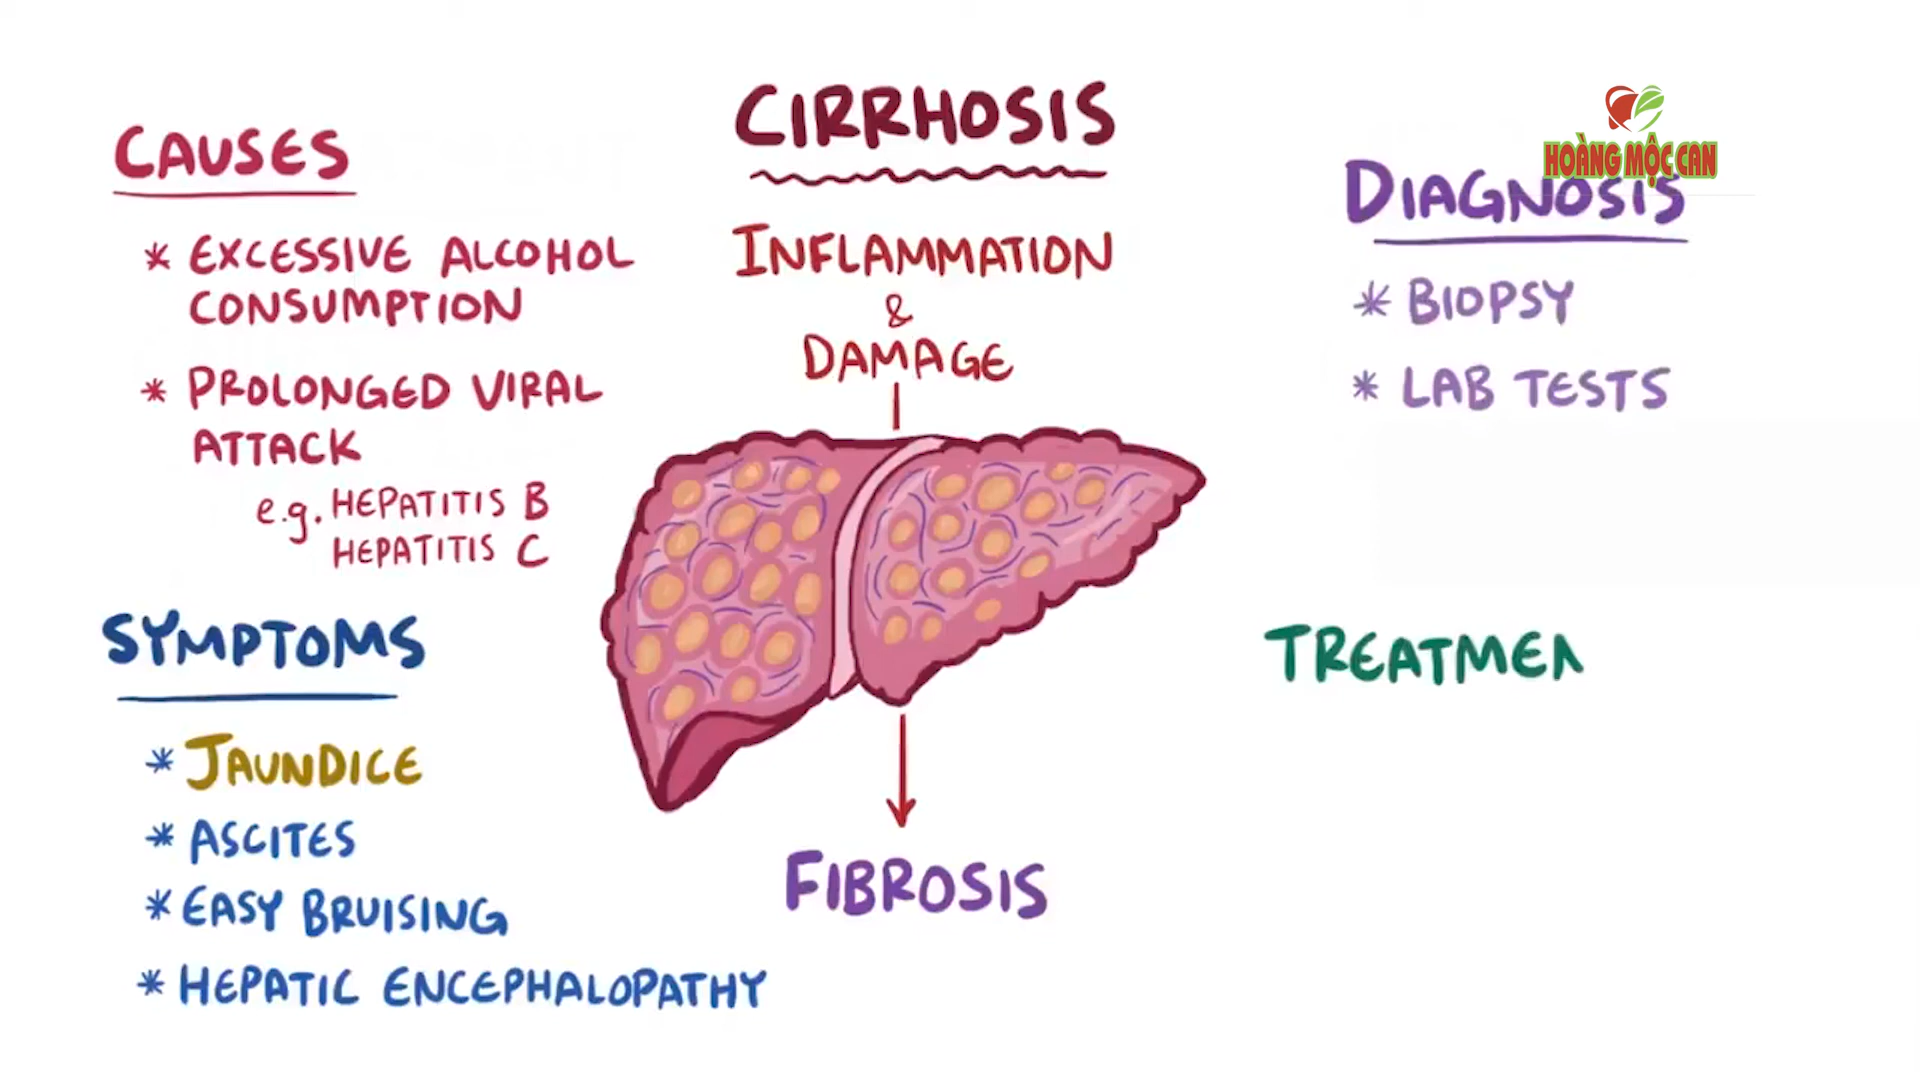 CIRRHOSIS
INFLAMMATION
&
DAMAGE
FIBROSIS
CAUSES
* EXCESSIVE ALCOHOL
CONSUMPTION
* PROLONGED VIRAL
ATTACK
e.g. HEPATITIS B
HEPATITIS C
SYMPTOMS
* JAUNDICE
* ASCITES
* EASY BRUISING
* HEPATIC ENCEPHALOPATHY
HOÀNG MỘC CAN
DIAGNOSIS
* BIOPSY
* LAB TESTS
TREATMEN